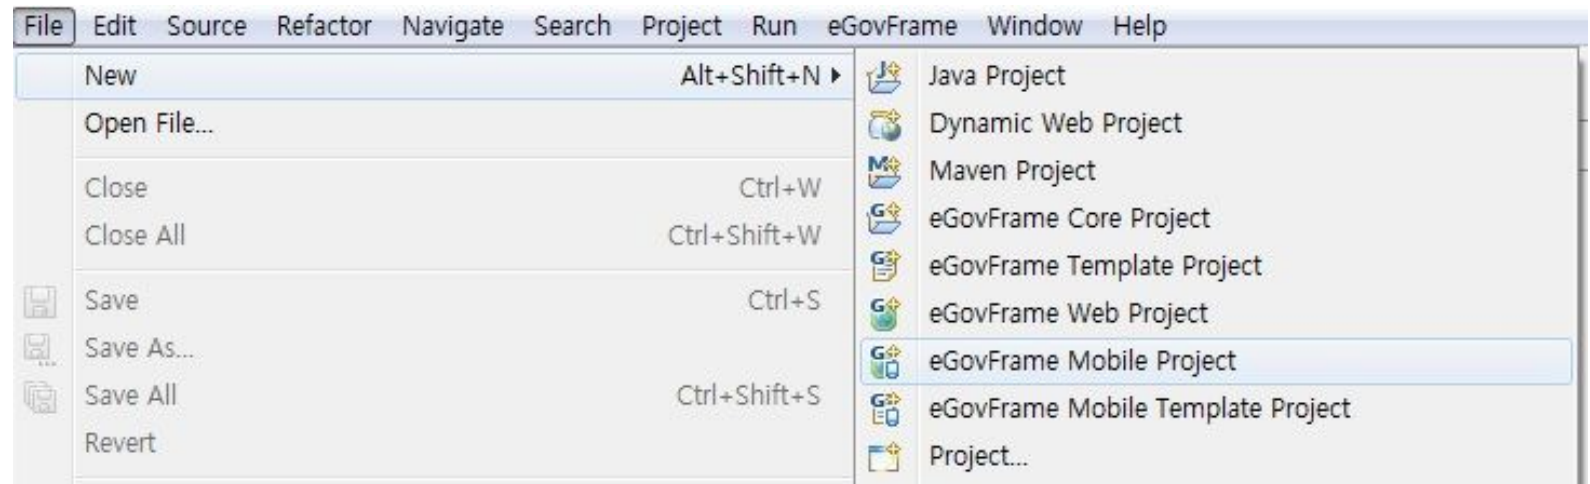 File Edit Source Refactor Navigate Search Project Run eGovFrame Window Help
New Alt+Shift+N
Open File...
Close Ctrl+W
Close All Ctrl+Shift+W
Save Ctrl+S
Save As...
Save All Ctrl+Shift+S
Revert
Java Project
Dynamic Web Project
Maven Project
eGovFrame Core Project
eGovFrame Template Project
eGovFrame Web Project
eGovFrame Mobile Project
eGovFrame Mobile Template Project
Project...